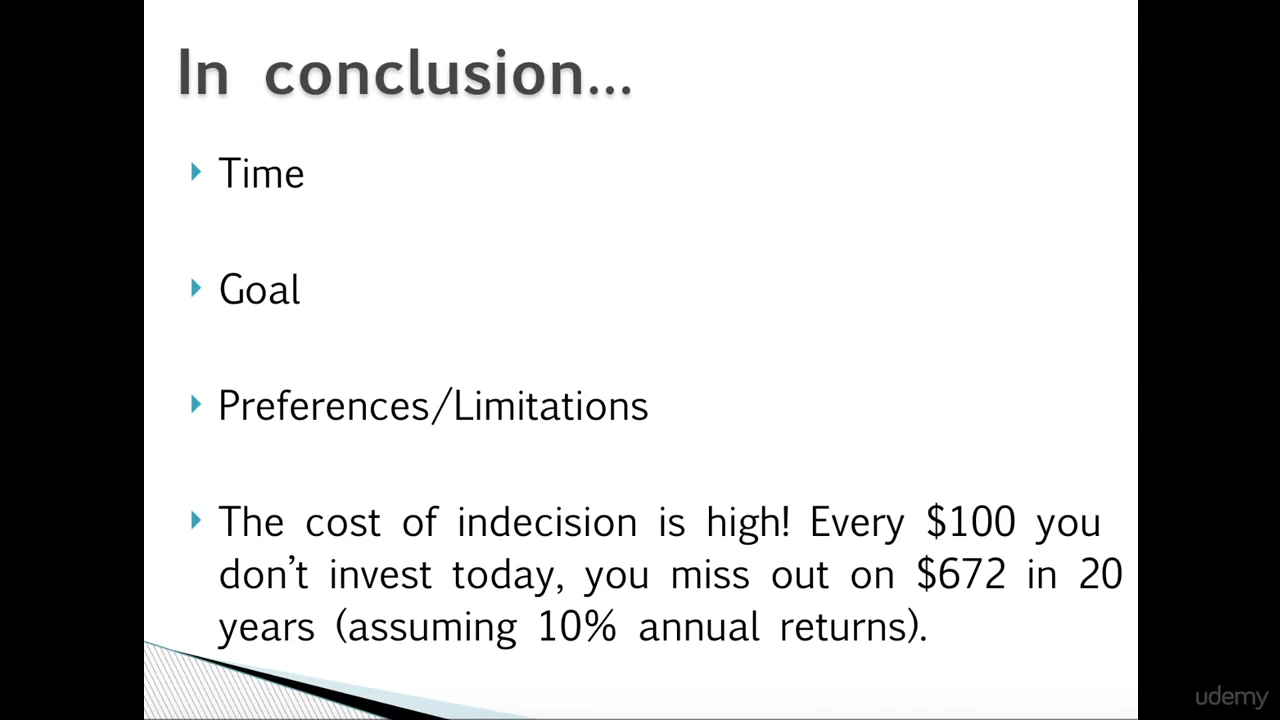 In conclusion...
Time
Goal
Preferences/Limitations
The cost of indecision is high! Every $100 you
don't invest today, you miss out on $672 in 20
years (assuming 10% annual returns).
udemy